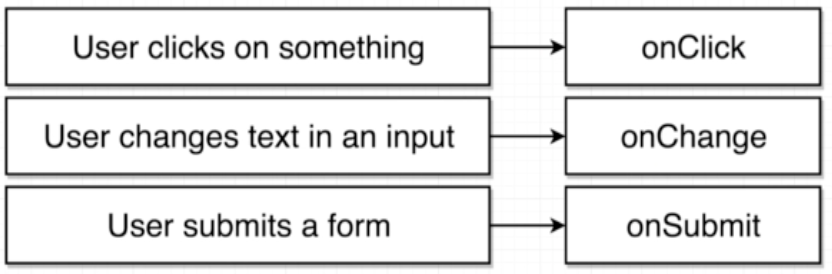 User clicks on something
onClick
User changes text in an input
onChange
User submits a form
onSubmit